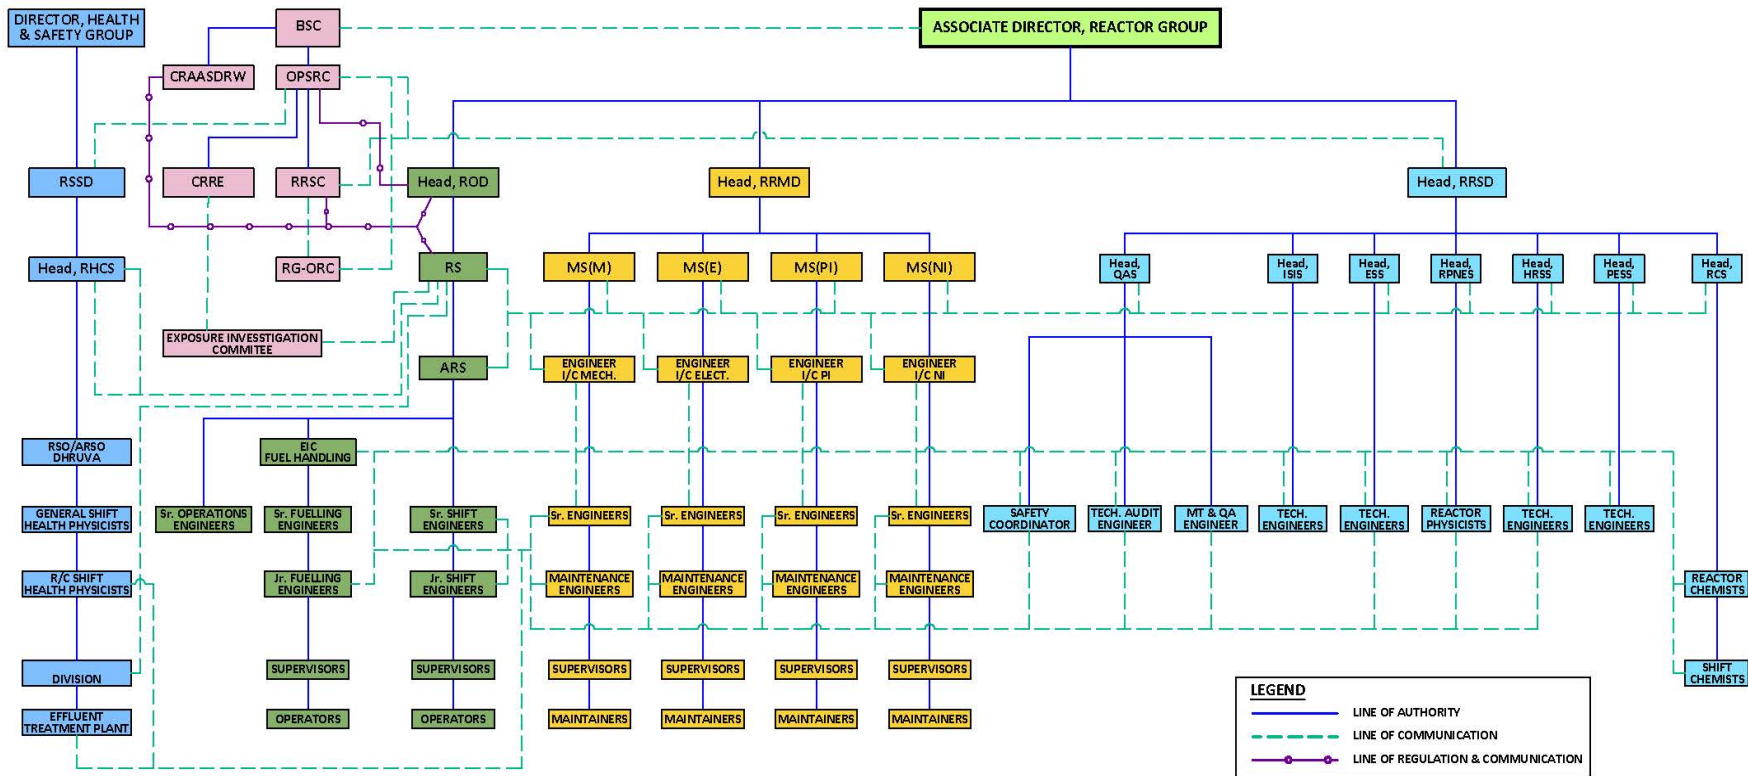 DIRECTOR, HEALTH
& SAFETY GROUP
BSC
ASSOCIATE DIRECTOR, REACTOR GROUP
CRAASDRW
OPSRC
RSSD
CRRE
RRSC
Head, ROD
Head, RRMD
Head, RRSD
Head, RHCS
RG-ORC
RS
MS(M)
MS(E)
MS(PI)
MS(NI)
Head,
QAS
Head,
ISIS
Head,
ESS
Head,
RPNES
Head,
HRSS
Head,
PESS
Head,
RCS
EXPOSURE INVESSTIGATION
COMMITEE
ARS
ENGINEER
I/C MECH.
ENGINEER
I/C ELECT.
ENGINEER
I/C PI
ENGINEER
I/C NI
RSO/ARSO
DHRUVA
EIC
FUEL HANDLING
GENERAL SHIFT
HEALTH PHYSICISTS
Sr. OPERATIONS
ENGINEERS
Sr. FUELLING
ENGINEERS
Sr. SHIFT
ENGINEERS
Sr. ENGINEERS
Sr. ENGINEERS
Sr. ENGINEERS
Sr. ENGINEERS
SAFETY
COORDINATOR
TECH. AUDIT
ENGINEER
MT & QA
ENGINEER
TECH.
ENGINEERS
TECH.
ENGINEERS
REACTOR
PHYSICISTS
TECH.
ENGINEERS
TECH.
ENGINEERS
R/C SHIFT
HEALTH PHYSICISTS
Jr. FUELLING
ENGINEERS
Jr. SHIFT
ENGINEERS
MAINTENANCE
ENGINEERS
MAINTENANCE
ENGINEERS
MAINTENANCE
ENGINEERS
MAINTENANCE
ENGINEERS
REACTOR
CHEMISTS
DIVISION
SUPERVISORS
SUPERVISORS
SUPERVISORS
SUPERVISORS
SUPERVISORS
SUPERVISORS
SHIFT
CHEMISTS
EFFLUENT
TREATMENT PLANT
OPERATORS
OPERATORS
MAINTAINERS
MAINTAINERS
MAINTAINERS
MAINTAINERS
LEGEND
LINE OF AUTHORITY
LINE OF COMMUNICATION
LINE OF REGULATION & COMMUNICATION